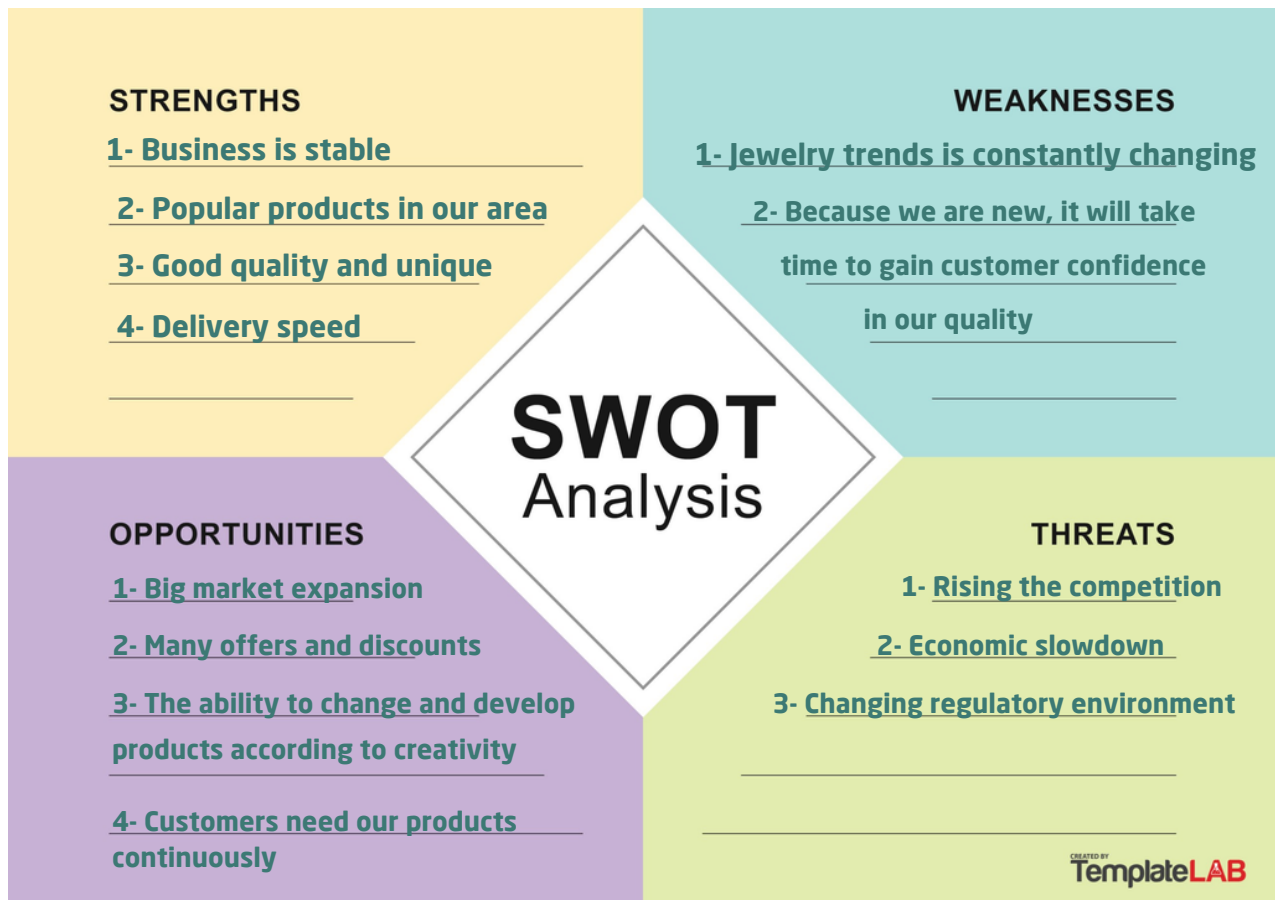 STRENGTHS
1- Business is stable
2- Popular products in our area
3- Good quality and unique
4- Delivery speed
WEAKNESSES
1- Jewelry trends is constantly changing
2- Because we are new, it will take
time to gain customer confidence
in our quality
SWOT
Analysis
OPPORTUNITIES
1- Big market expansion
2- Many offers and discounts
3- The ability to change and develop
products according to creativity
4- Customers need our products
continuously
THREATS
1- Rising the competition
2- Economic slowdown
3- Changing regulatory environment
CREATED BY
TemplateLAB